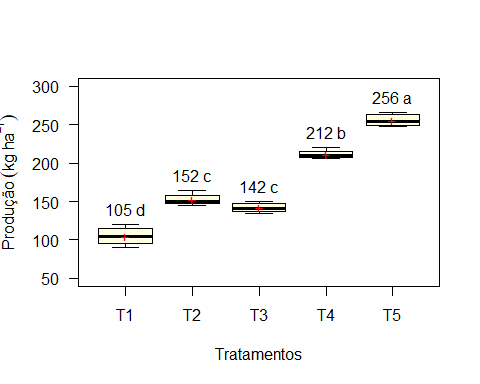 Produção (kg ha⁻¹)
300
250
200
150
100
50
105 d
152 c
142 c
212 b
256 a
T1 T2 T3 T4 T5
Tratamentos